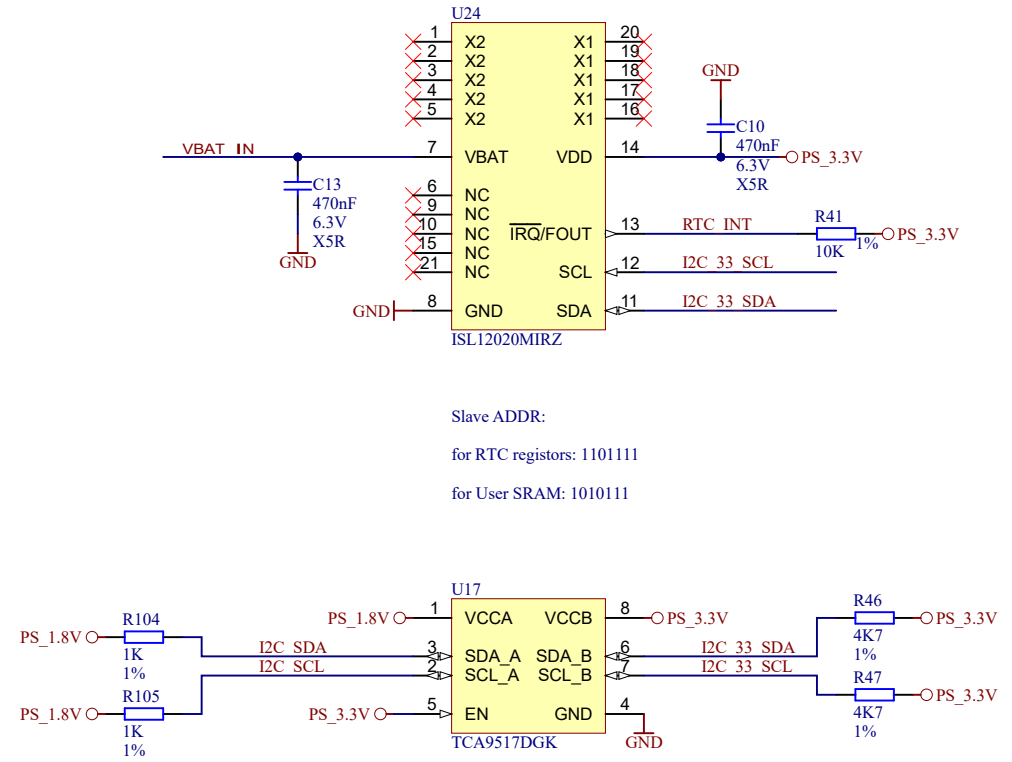 U24
1 X2 X1 20
2 X2 X1 19
3 X2 X1 18
4 X2 X1 17
5 X2 X1 16
GND
C10
470nF
6.3V
X5R
VBAT_IN 7 VBAT VDD 14 PS_3.3V
C13
470nF
6.3V
X5R
GND
6 NC
9 NC
10 NC
15 NC
21 NC
IRQ/FOUT 13 RTC_INT R41 PS_3.3V
10K 1%
SCL 12 I2C_33_SCL
GND 8 GND SDA 11 I2C_33_SDA
ISL12020MIRZ
Slave ADDR:
for RTC registors: 1101111
for User SRAM: 1010111
U17
PS_1.8V 1 VCCA VCCB 8 PS_3.3V
R104
PS_1.8V
1K
1%
I2C_SDA 3 SDA_A SDA_B 6 I2C_33_SDA
I2C_SCL 2 SCL_A SCL_B 7 I2C_33_SCL
R46
PS_3.3V
4K7
1%
R105
PS_1.8V
1K
1%
R47
PS_3.3V
4K7
1%
PS_3.3V 5 EN GND 4
GND
TCA9517DGK